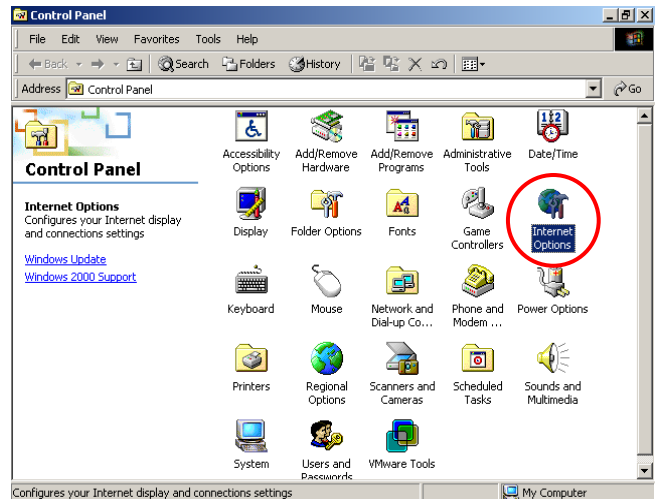 Control Panel
File Edit View Favorites Tools Help
Back Search Folders History
Address Control Panel Go
Control Panel
Internet Options
Configures your Internet display
and connections settings
Windows Update
Windows 2000 Support
Accessibility
Options
Add/Remove
Hardware
Add/Remove
Programs
Administrative
Tools
12
Date/Time
Display
Folder Options
Fonts
Game
Controllers
Internet
Options
Keyboard
Mouse
Network and
Dial-up Co...
Phone and
Modem ...
Power Options
Printers
Regional
Options
Scanners and
Cameras
Scheduled
Tasks
Sounds and
Multimedia
System
Users and
Passwords
VMware Tools
Configures your Internet display and connections settings My Computer